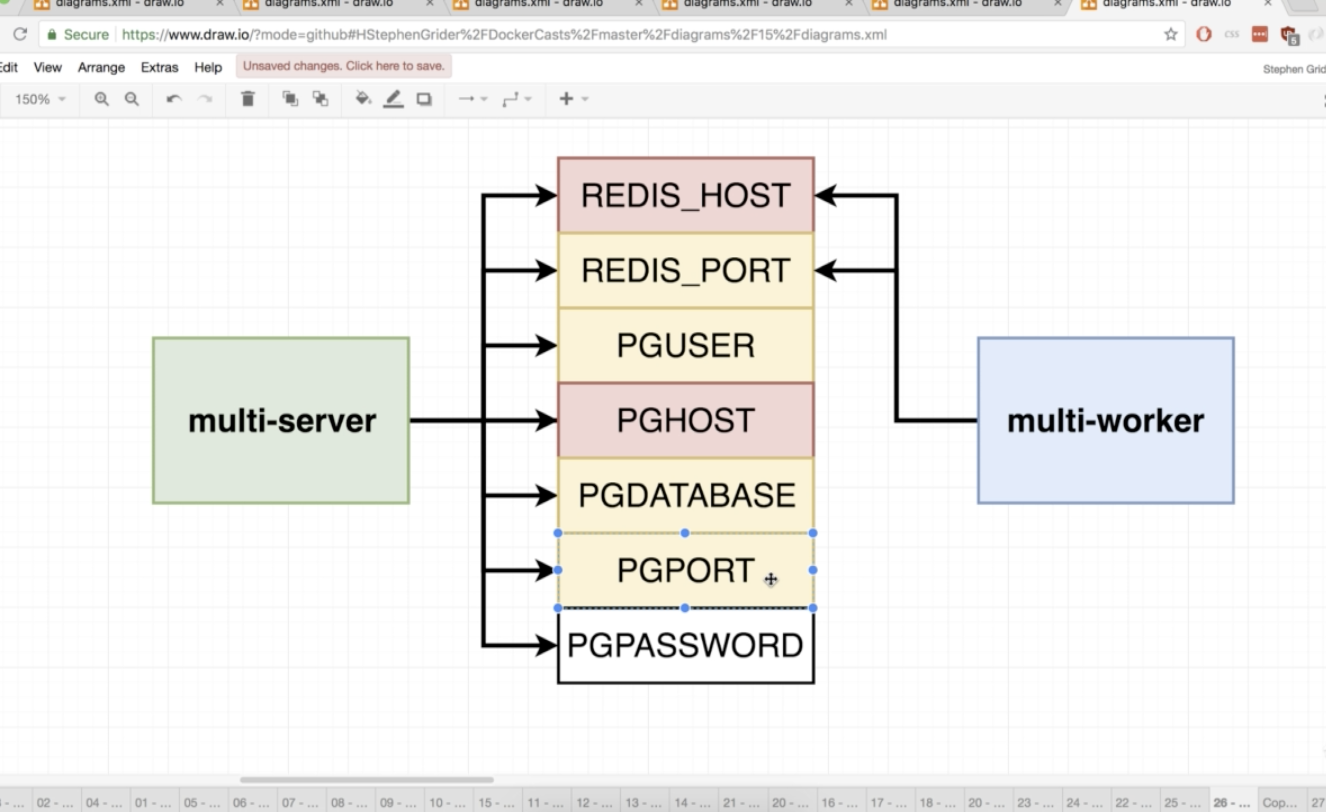 diagrams.xml - draw.io × diagrams.xml - draw.io × diagrams.xml - draw.io × diagrams.xml - draw.io × diagrams.xml - draw.io × diagrams.xml - draw.io ×
Secure https://www.draw.io/?mode=github#HStephenGrider%2FDockerCasts%2Fmaster%2Fdiagrams%2F15%2Fdiagrams.xml css 5
Edit View Arrange Extras Help Unsaved changes. Click here to save. Stephen Grid
150%
REDIS_HOST
REDIS_PORT
PGUSER
multi-server
PGHOST
multi-worker
PGDATABASE
PGPORT
PGPASSWORD
02 - ... 04 - ... 01 - ... 05 - ... 06 - ... 07 - ... 08 - ... 09 - ... 10 - ... 15 - ... 11 - ... 12 - ... 13 - ... 14 - ... 21 - ... 20 - ... 16 - ... 17 - ... 18 - ... 20 - ... 23 - ... 24 - ... 22 - ... 25 - ... 26 - ... Cop... 27